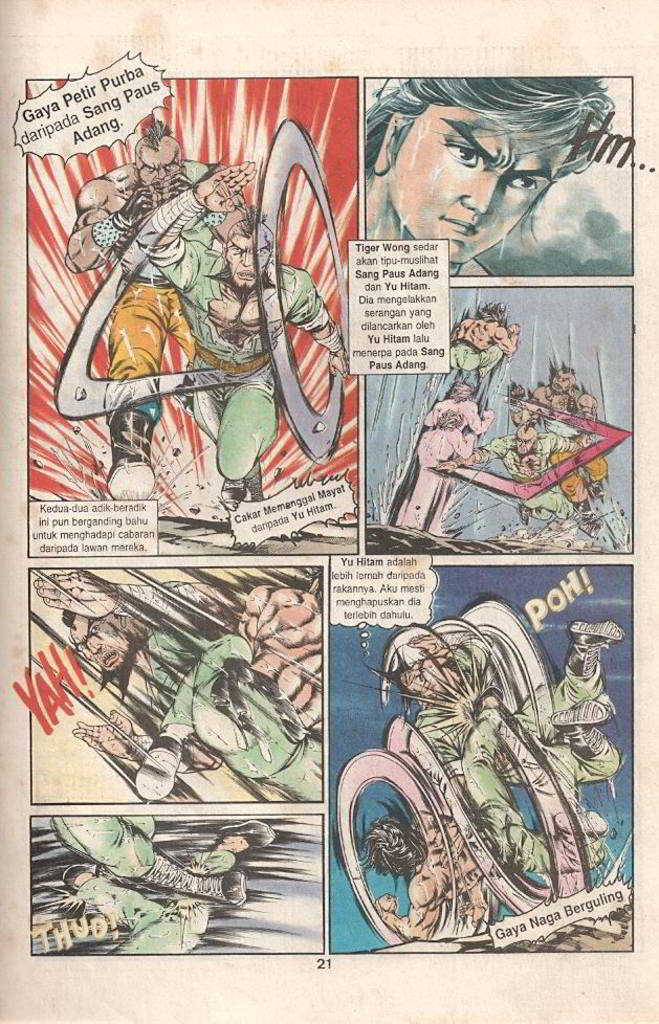 Gaya Petir Purba
daripada Sang Paus
Adang.
Hm...
Tiger Wong sedar
akan tipu-muslihat
Sang Paus Adang
dan Yu Hitam.
Dia mengelakkan
serangan yang
dilancarkan oleh
Yu Hitam lalu
menerpa pada Sang
Paus Adang.
Kedua-dua adik-beradik
ini pun berganding bahu
untuk menghadapi cabaran
daripada lawan mereka.
Cakar Memenggal Mayat
daripada Yu Hitam.
YAH!
Yu Hitam adalah
lebih lemah daripada
rakannya. Aku mesti
menghapuskan dia
terlebih dahulu.
POH!
THUD!
Gaya Naga Berguling
21